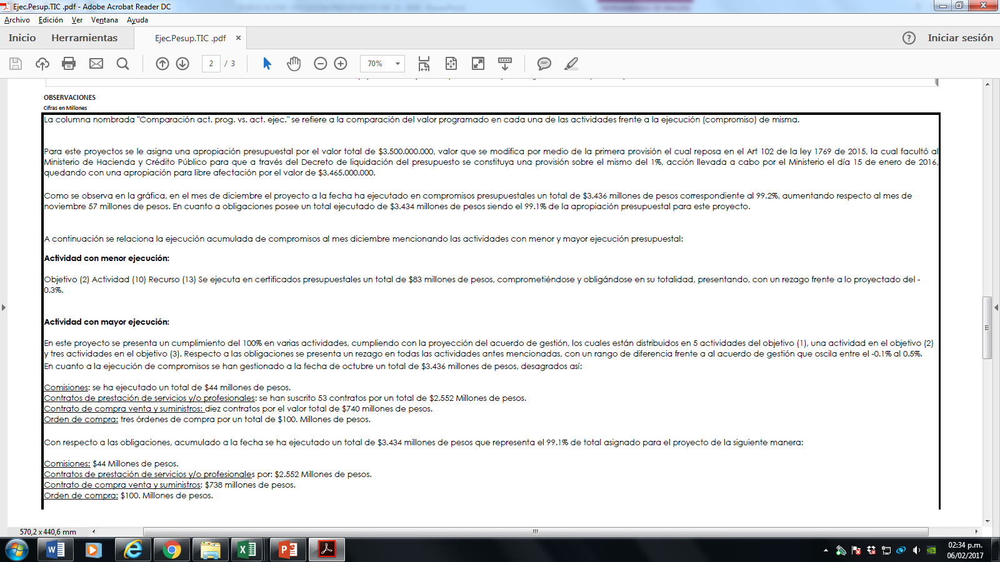 Ejec.Pesup.TIC .pdf - Adobe Acrobat Reader DC
Archivo Edición Ver Ventana Ayuda
Inicio Herramientas Ejec.Pesup.TIC .pdf × ? Iniciar sesión
2 / 3 70%
OBSERVACIONES
Cifras en Millones
La columna nombrada "Comparación act. prog. vs. act. ejec." se refiere a la comparación del valor programado en cada una de las actividades frente a la ejecución (compromiso) de misma.
Para este proyectos se le asigna una apropiación presupuestal por el valor total de $3.500.000.000, valor que se modifica por medio de la primera provisión el cual reposa en el Art 102 de la ley 1769 de 2015, la cual facultó al
Ministerio de Hacienda y Crédito Público para que a través del Decreto de liquidación del presupuesto se constituya una provisión sobre el mismo del 1%, acción llevada a cabo por el Ministerio el día 15 de enero de 2016,
quedando con una apropiación para libre afectación por el valor de $3.465.000.000.
Como se observa en la gráfica, en el mes de diciembre el proyecto a la fecha ha ejecutado en compromisos presupuestales un total de $3.436 millones de pesos correspondiente al 99.2%, aumentando respecto al mes de
noviembre 57 millones de pesos. En cuanto a obligaciones posee un total ejecutado de $3.434 millones de pesos siendo el 99.1% de la apropiación presupuestal para este proyecto.
A continuación se relaciona la ejecución acumulada de compromisos al mes diciembre mencionando las actividades con menor y mayor ejecución presupuestal:
Actividad con menor ejecución:
Objetivo (2) Actividad (10) Recurso (13) Se ejecuta en certificados presupuestales un total de $83 millones de pesos, comprometiéndose y obligándose en su totalidad, presentando, con un rezago frente a lo proyectado del -
0.3%.
Actividad con mayor ejecución:
En este proyecto se presenta un cumplimiento del 100% en varias actividades, cumpliendo con la proyección del acuerdo de gestión, los cuales están distribuidos en 5 actividades del objetivo (1), una actividad en el objetivo (2)
y tres actividades en el objetivo (3). Respecto a las obligaciones se presenta un rezago en todas las actividades antes mencionadas, con un rango de diferencia frente a al acuerdo de gestión que oscila entre el -0.1% al 0.5%.
En cuanto a la ejecución de compromisos se han gestionado a la fecha de octubre un total de $3.436 millones de pesos, desagrados así:
Comisiones: se ha ejecutado un total de $44 millones de pesos.
Contratos de prestación de servicios y/o profesionales: se han suscrito 53 contratos por un total de $2.552 Millones de pesos.
Contrato de compra venta y suministros: diez contratos por el valor total de $740 millones de pesos.
Orden de compra: tres órdenes de compra por un total de $100. Millones de pesos.
Con respecto a las obligaciones, acumulado a la fecha se ha ejecutado un total de $3.434 millones de pesos que representa el 99.1% de total asignado para el proyecto de la siguiente manera:
Comisiones: $44 Millones de pesos.
Contratos de prestación de servicios y/o profesionales por: $2.552 Millones de pesos.
Contrato de compra venta y suministros: $738 millones de pesos.
Orden de compra: $100. Millones de pesos.
570,2 x 440,6 mm
02:34 p.m.
06/02/2017